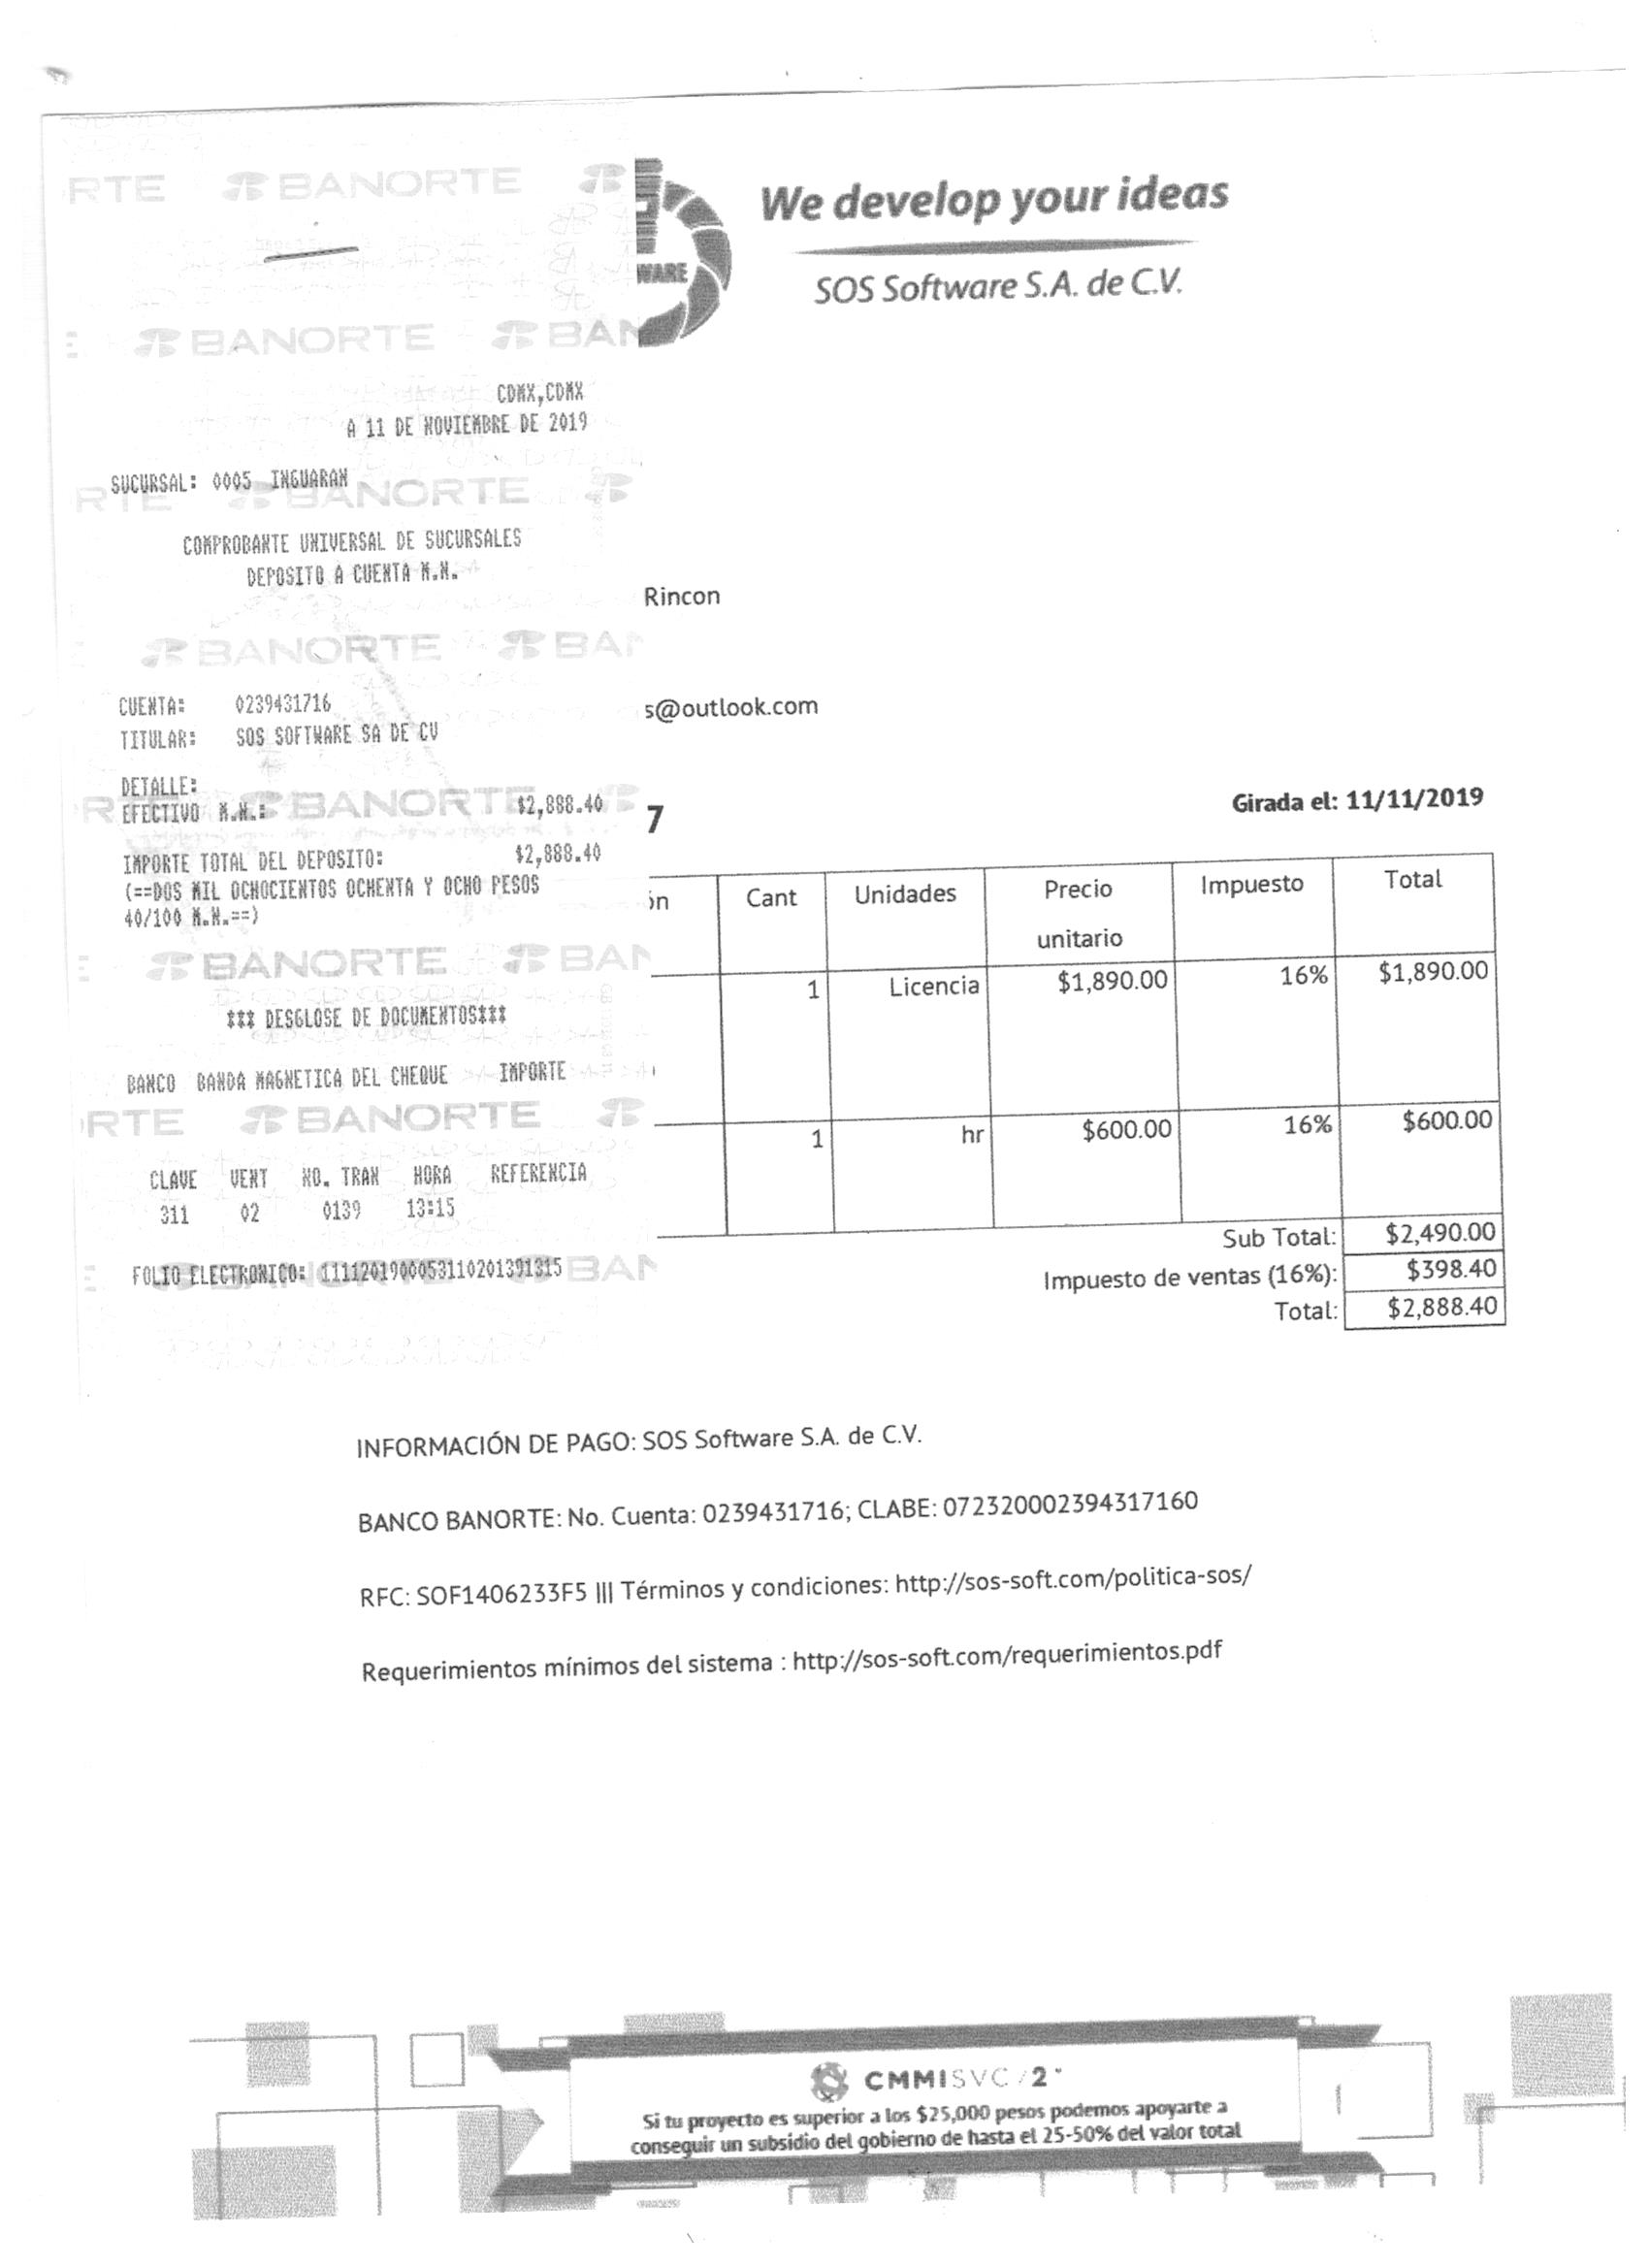 BANORTE
We develop your ideas
SOS Software S.A. de C.V.
CDMX,CDMX
A 11 DE NOVIEMBRE DE 2019
SUCURSAL: 0005 INGUARAN
COMPROBANTE UNIVERSAL DE SUCURSALES
DEPOSITO A CUENTA M.N.
CUENTA: 0239431716
TITULAR: SOS SOFTWARE SA DE CV
DETALLE:
EFECTIVO M.N.: $2,888.40
IMPORTE TOTAL DEL DEPOSITO: $2,888.40
(==DOS MIL OCHOCIENTOS OCHENTA Y OCHO PESOS
40/100 M.N.==)
*** DESGLOSE DE DOCUMENTOS***
BANCO BANDA MAGNETICA DEL CHEQUE IMPORTE
CLAVE VENT NO. TRAN HORA REFERENCIA
311 02 0139 13:15
FOLIO ELECTRONICO: 11112019000531102013913​15
WARE
Rincon
s@outlook.com
7
Girada el: 11/11/2019
ón Cant Unidades Precio unitario Impuesto Total
1 Licencia $1,890.00 16% $1,890.00
1 hr $600.00 16% $600.00
Sub Total: $2,490.00
Impuesto de ventas (16%): $398.40
Total: $2,888.40
INFORMACIÓN DE PAGO: SOS Software S.A. de C.V.
BANCO BANORTE: No. Cuenta: 0239431716; CLABE: 072320002394317160
RFC: SOF1406233F5 ||| Términos y condiciones: http://sos-soft.com/politica-sos/
Requerimientos mínimos del sistema : http://sos-soft.com/requerimientos.pdf
CMMISVC/2
Si tu proyecto es superior a los $25,000 pesos podemos apoyarte a
conseguir un subsidio del gobierno de hasta el 25-50% del valor total